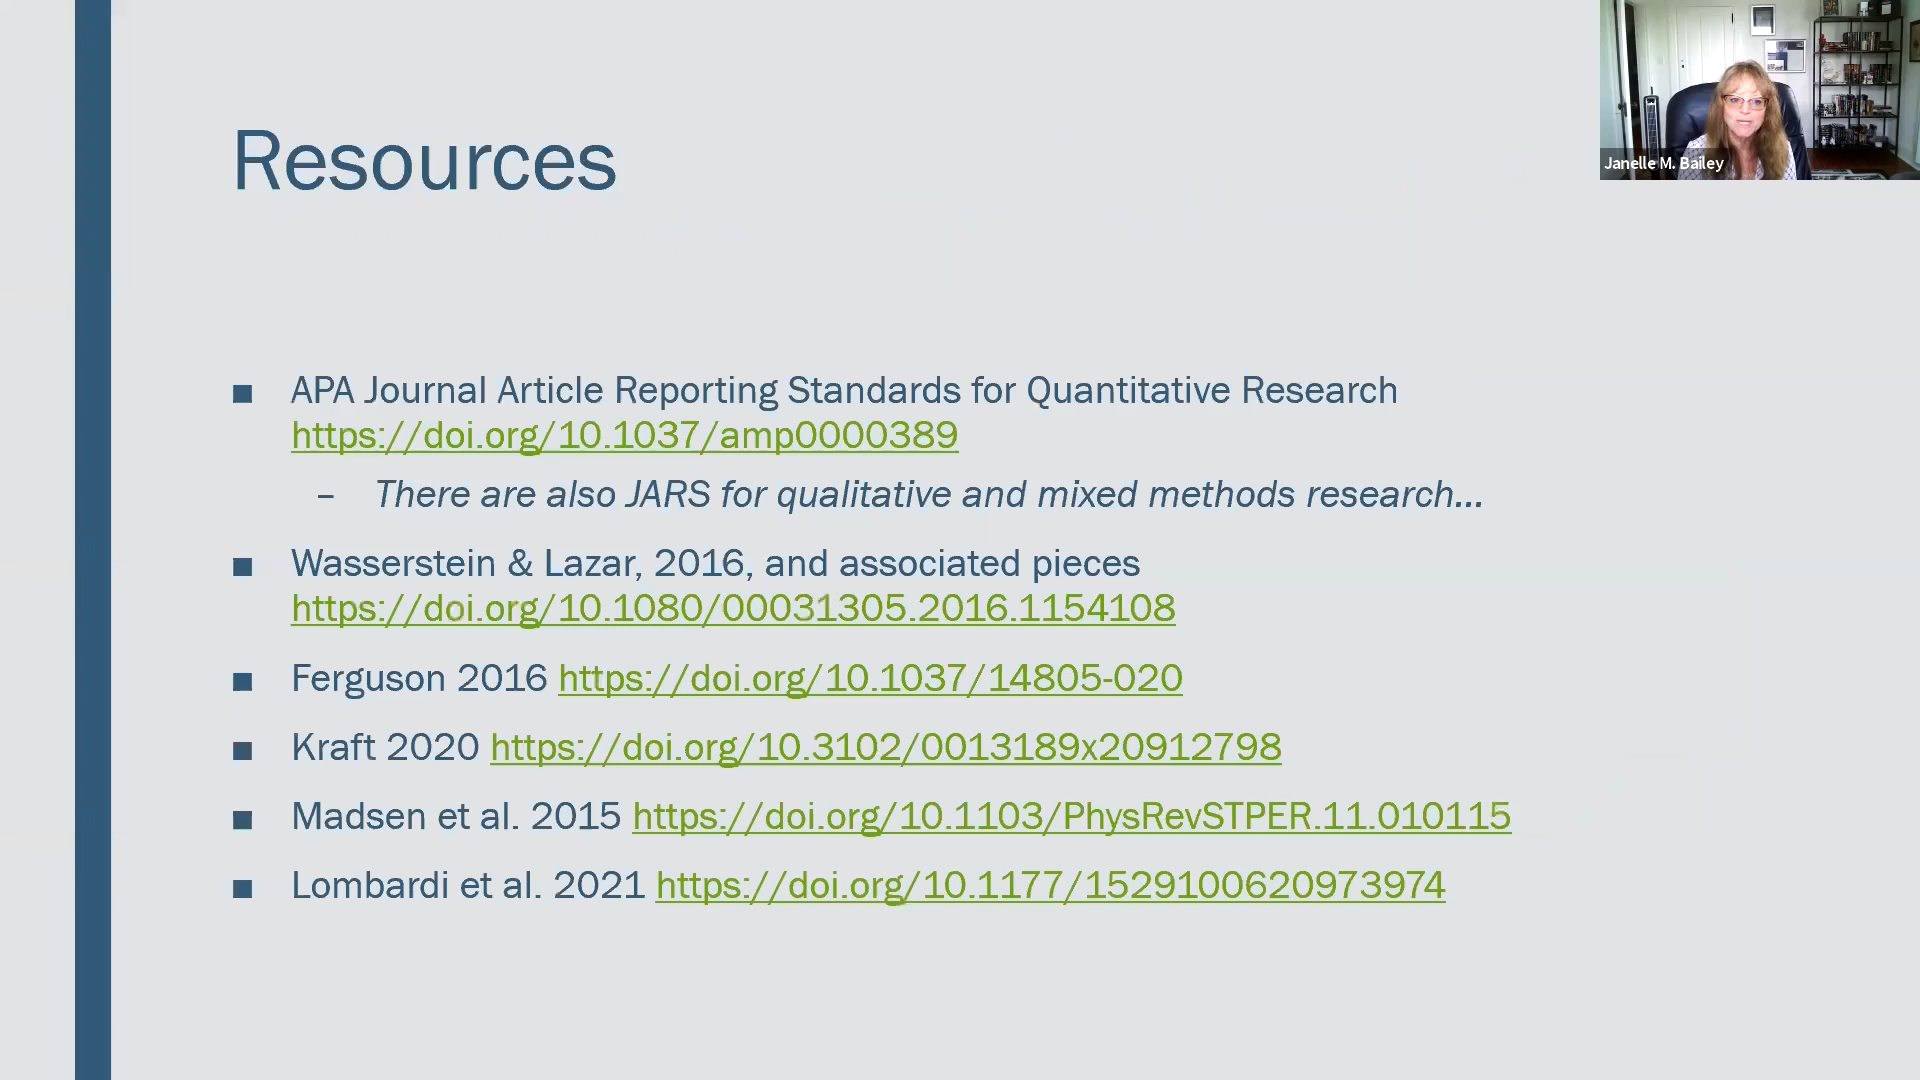 Resources
Janelle M. Bailey
■ APA Journal Article Reporting Standards for Quantitative Research
https://doi.org/10.1037/amp0000389
– There are also JARS for qualitative and mixed methods research...
■ Wasserstein & Lazar, 2016, and associated pieces
https://doi.org/10.1080/00031305.2016.1154108
■ Ferguson 2016 https://doi.org/10.1037/14805-020
■ Kraft 2020 https://doi.org/10.3102/0013189x20912798
■ Madsen et al. 2015 https://doi.org/10.1103/PhysRevSTPER.11.010115
■ Lombardi et al. 2021 https://doi.org/10.1177/1529100620973974